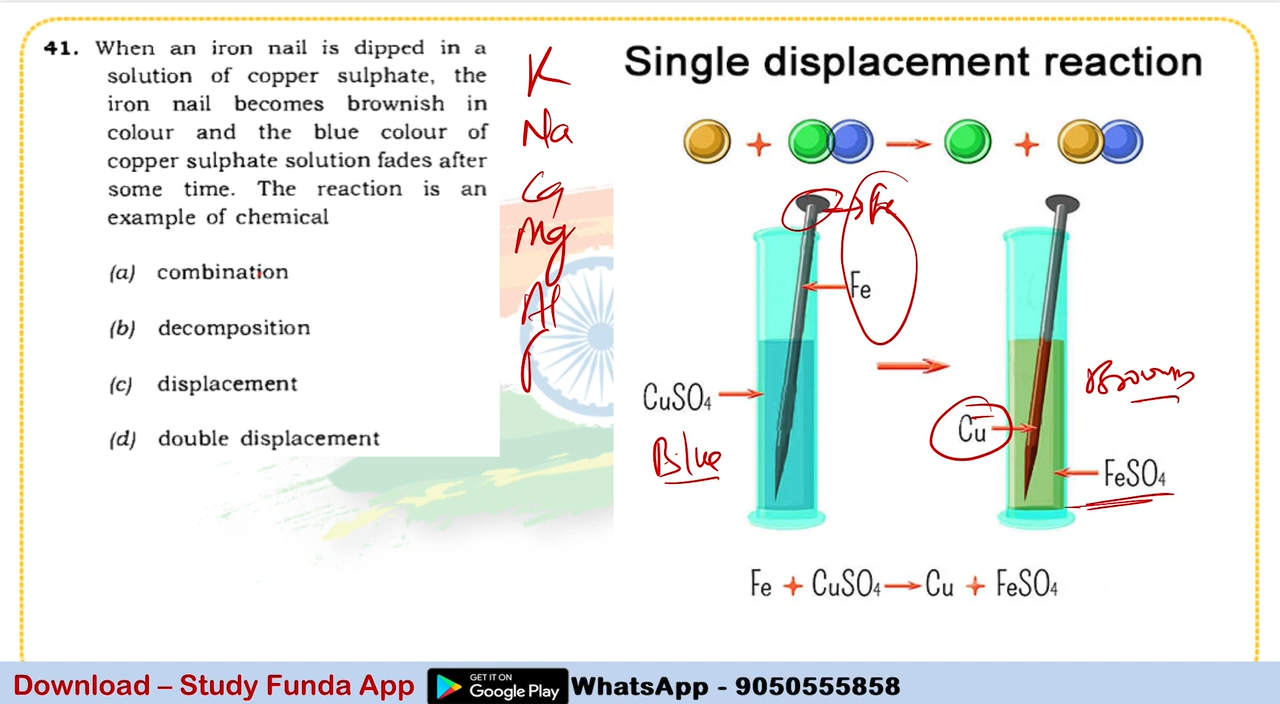 41. When an iron nail is dipped in a
solution of copper sulphate, the
iron nail becomes brownish in
colour and the blue colour of
copper sulphate solution fades after
some time. The reaction is an
example of chemical
(a) combination
(b) decomposition
(c) displacement
(d) double displacement
K
Na
Ca
Mg
Al
Single displacement reaction
Fe
Fe
CuSO4
Blue
Cu
Brown
FeSO4
Fe + CuSO4 → Cu + FeSO4
Download – Study Funda App GET IT ON Google Play WhatsApp - 9050555858